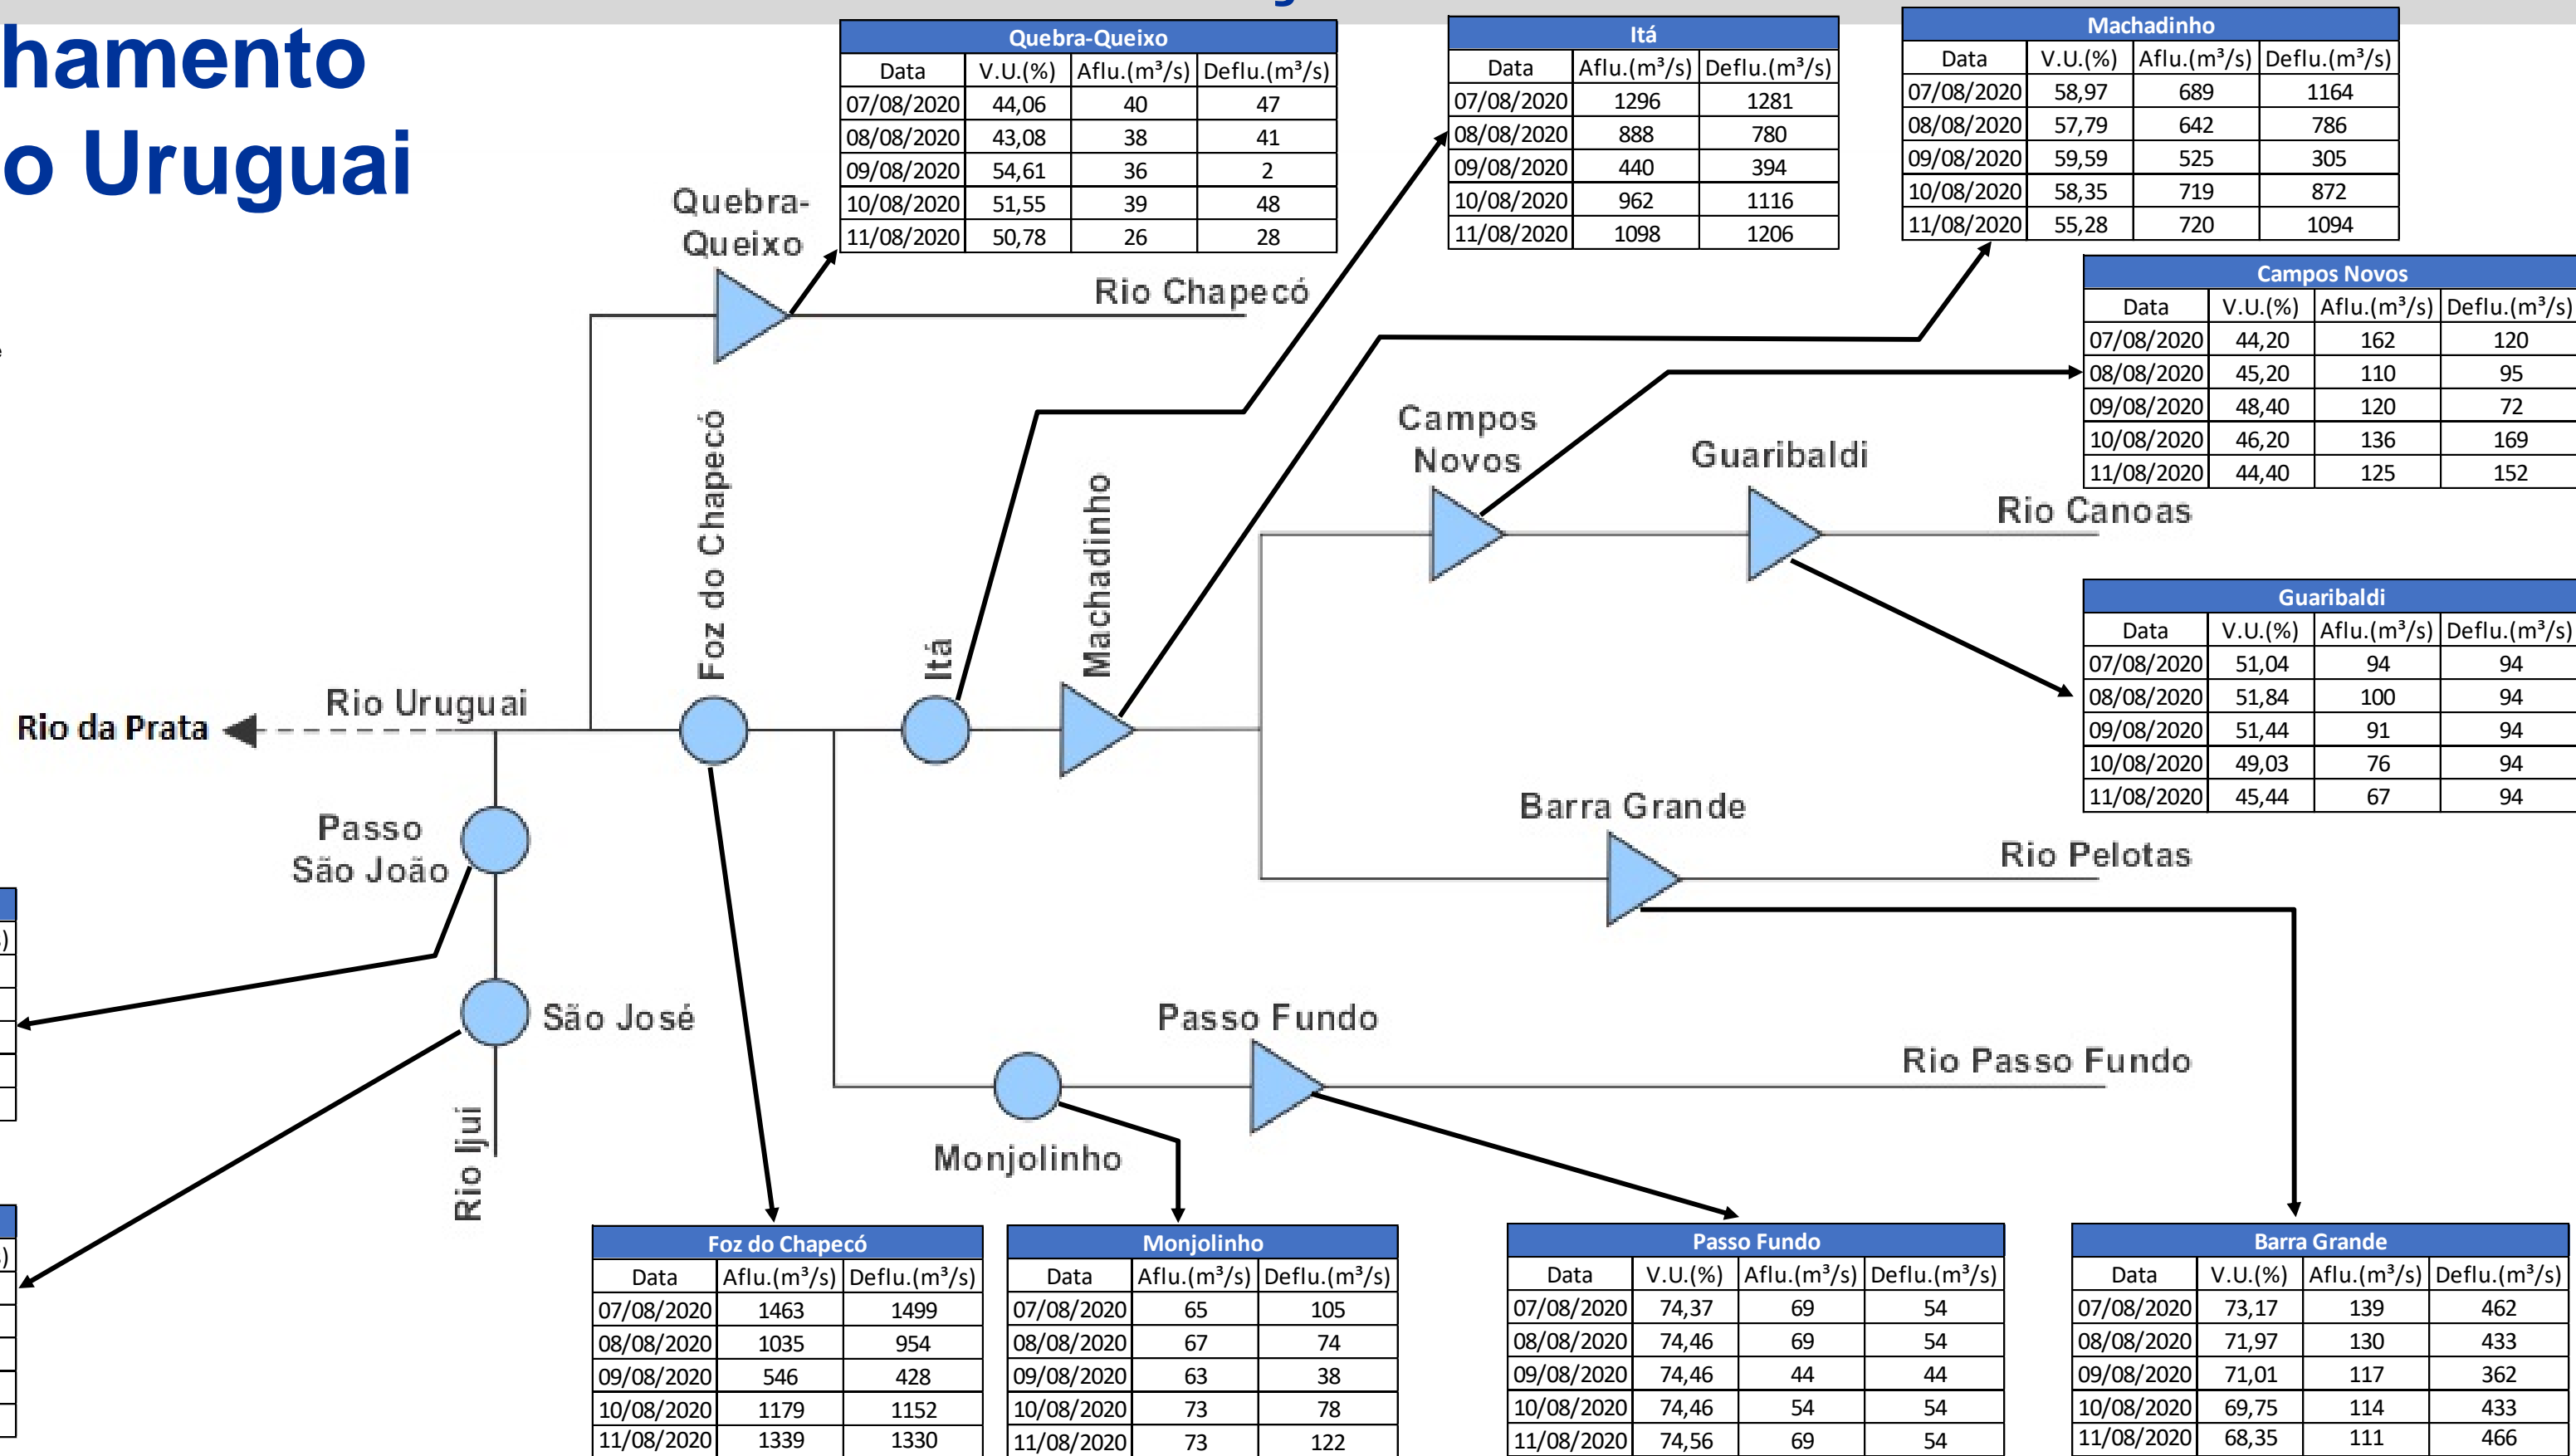 hamento
o Uruguai
Quebra-Queixo
Data V.U.(%) Aflu.(m³/s) Deflu.(m³/s)
07/08/2020 44,06 40 47
08/08/2020 43,08 38 41
09/08/2020 54,61 36 2
10/08/2020 51,55 39 48
11/08/2020 50,78 26 28
Itá
Data Aflu.(m³/s) Deflu.(m³/s)
07/08/2020 1296 1281
08/08/2020 888 780
09/08/2020 440 394
10/08/2020 962 1116
11/08/2020 1098 1206
Machadinho
Data V.U.(%) Aflu.(m³/s) Deflu.(m³/s)
07/08/2020 58,97 689 1164
08/08/2020 57,79 642 786
09/08/2020 59,59 525 305
10/08/2020 58,35 719 872
11/08/2020 55,28 720 1094
Campos Novos
Data V.U.(%) Aflu.(m³/s) Deflu.(m³/s)
07/08/2020 44,20 162 120
08/08/2020 45,20 110 95
09/08/2020 48,40 120 72
10/08/2020 46,20 136 169
11/08/2020 44,40 125 152
Quebra-
Queixo
Rio Chapecó
Foz do Chapecó
Itá
Machadinho
Campos
Novos
Guaribaldi
Rio Canoas
Guaribaldi
Data V.U.(%) Aflu.(m³/s) Deflu.(m³/s)
07/08/2020 51,04 94 94
08/08/2020 51,84 100 94
09/08/2020 51,44 91 94
10/08/2020 49,03 76 94
11/08/2020 45,44 67 94
Rio da Prata
Rio Uruguai
Passo
São João
São José
Rio Ijui
Barra Grande
Rio Pelotas
Passo Fundo
Rio Passo Fundo
Monjolinho
Foz do Chapecó
Data Aflu.(m³/s) Deflu.(m³/s)
07/08/2020 1463 1499
08/08/2020 1035 954
09/08/2020 546 428
10/08/2020 1179 1152
11/08/2020 1339 1330
Monjolinho
Data Aflu.(m³/s) Deflu.(m³/s)
07/08/2020 65 105
08/08/2020 67 74
09/08/2020 63 38
10/08/2020 73 78
11/08/2020 73 122
Passo Fundo
Data V.U.(%) Aflu.(m³/s) Deflu.(m³/s)
07/08/2020 74,37 69 54
08/08/2020 74,46 69 54
09/08/2020 74,46 44 44
10/08/2020 74,46 54 54
11/08/2020 74,56 69 54
Barra Grande
Data V.U.(%) Aflu.(m³/s) Deflu.(m³/s)
07/08/2020 73,17 139 462
08/08/2020 71,97 130 433
09/08/2020 71,01 117 362
10/08/2020 69,75 114 433
11/08/2020 68,35 111 466